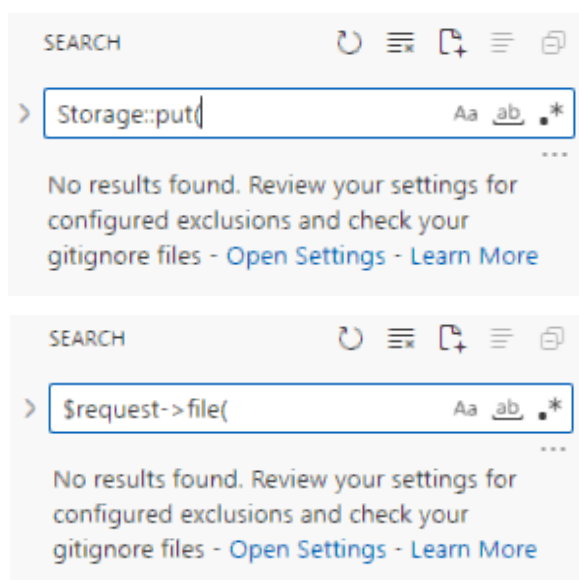 SEARCH
Storage::put(
Aa ab .*
...
No results found. Review your settings for
configured exclusions and check your
gitignore files - Open Settings - Learn More
SEARCH
$request->file(
Aa ab .*
...
No results found. Review your settings for
configured exclusions and check your
gitignore files - Open Settings - Learn More